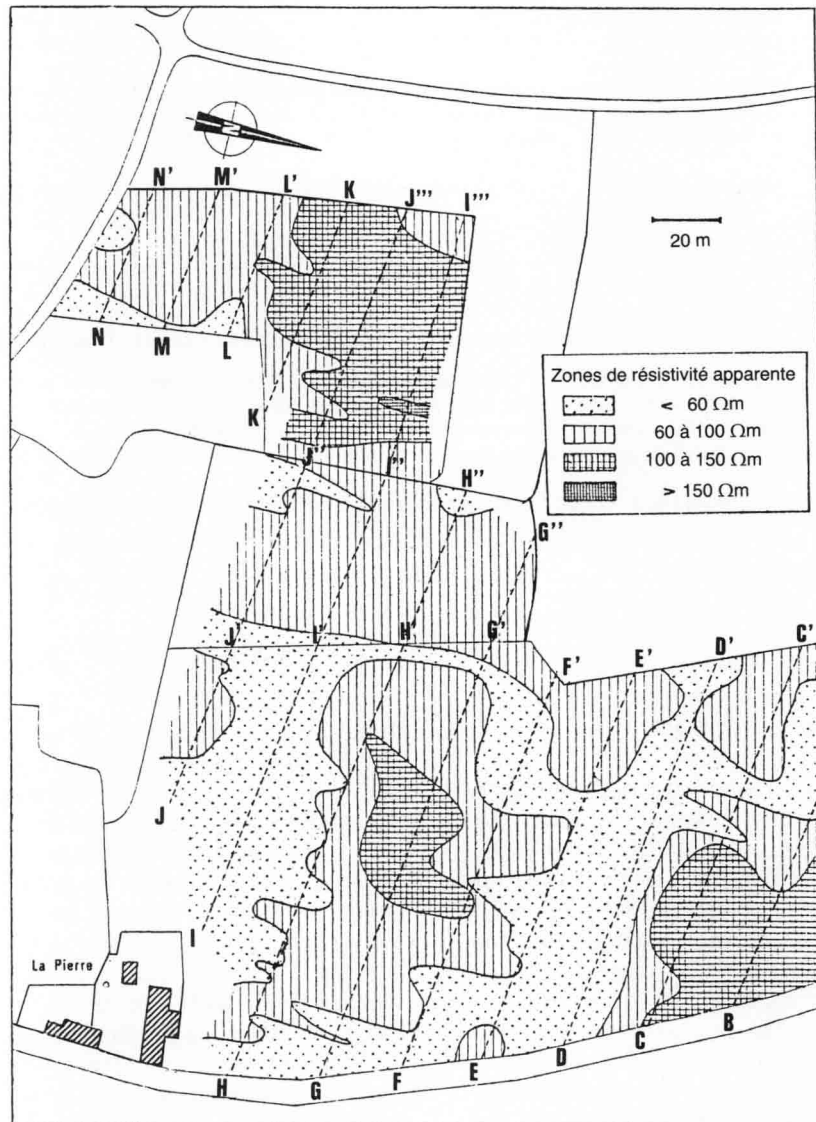 N' M' L' K J''' I'''
20 m
N M L
Zones de résistivité apparente
< 60 Ωm
60 à 100 Ωm
100 à 150 Ωm
> 150 Ωm
K
J'' I'' H''
G''
J' I' H' G' F' E' D' C'
J
I
La Pierre
H G F E D C B